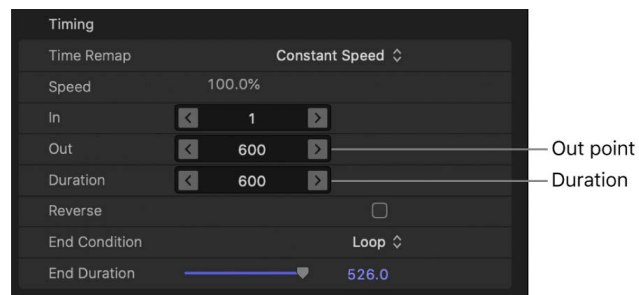 Timing
Time Remap Constant Speed
Speed 100.0%
In 1
Out 600 Out point
Duration 600 Duration
Reverse
End Condition Loop
End Duration 526.0